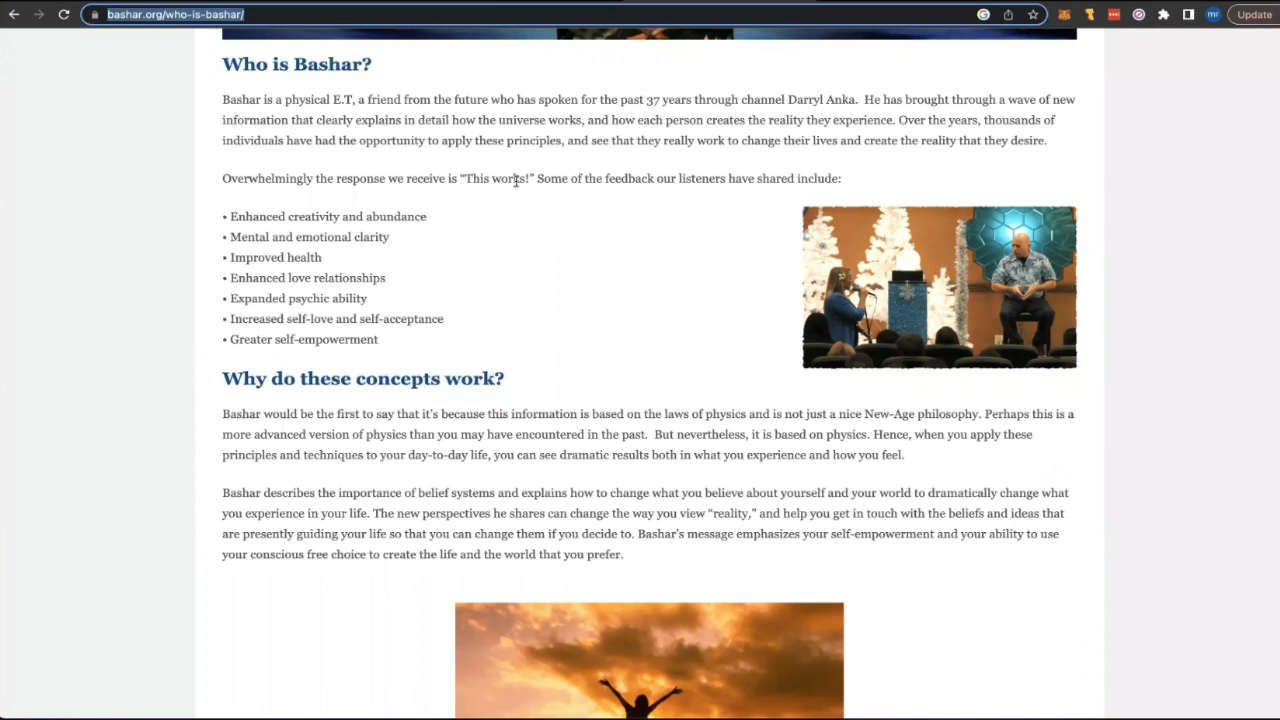 bashar.org/who-is-bashar/
mr
Update
Who is Bashar?
Bashar is a physical E.T, a friend from the future who has spoken for the past 37 years through channel Darryl Anka.  He has brought through a wave of new
information that clearly explains in detail how the universe works, and how each person creates the reality they experience. Over the years, thousands of
individuals have had the opportunity to apply these principles, and see that they really work to change their lives and create the reality that they desire.
Overwhelmingly the response we receive is “This works!” Some of the feedback our listeners have shared include:
• Enhanced creativity and abundance
• Mental and emotional clarity
• Improved health
• Enhanced love relationships
• Expanded psychic ability
• Increased self-love and self-acceptance
• Greater self-empowerment
Why do these concepts work?
Bashar would be the first to say that it’s because this information is based on the laws of physics and is not just a nice New-Age philosophy. Perhaps this is a
more advanced version of physics than you may have encountered in the past.  But nevertheless, it is based on physics. Hence, when you apply these
principles and techniques to your day-to-day life, you can see dramatic results both in what you experience and how you feel.
Bashar describes the importance of belief systems and explains how to change what you believe about yourself and your world to dramatically change what
you experience in your life. The new perspectives he shares can change the way you view “reality,” and help you get in touch with the beliefs and ideas that
are presently guiding your life so that you can change them if you decide to. Bashar’s message emphasizes your self-empowerment and your ability to use
your conscious free choice to create the life and the world that you prefer.